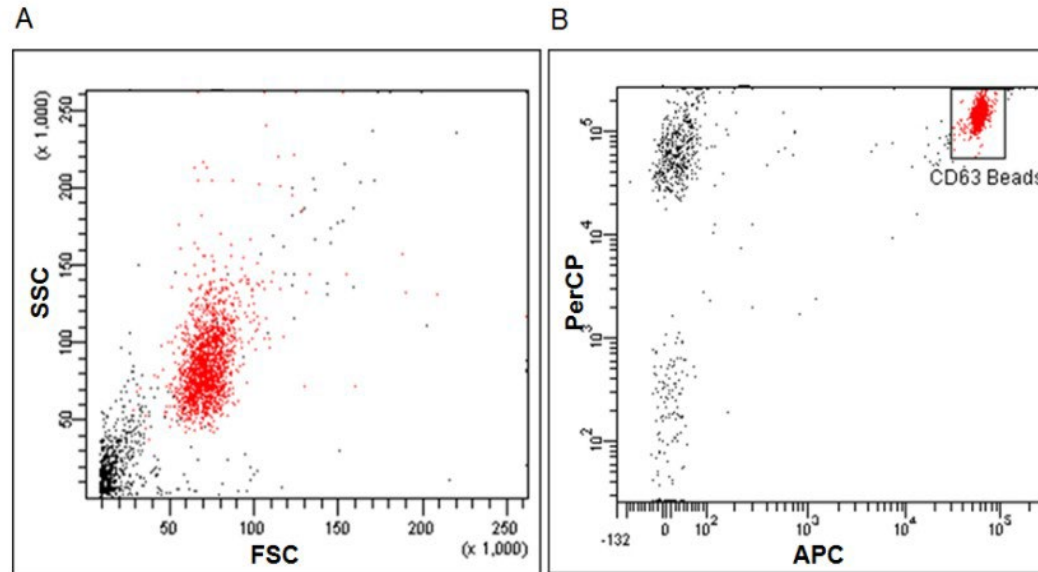 A
B
250
200
150
100
50
(x 1,000)
SSC
50 100 150 200 250
(x 1,000)
FSC
10^5
10^4
10^3
10^2
PerCP
CD63 Beads
-132 0 10^2 10^3 10^4 10^5
APC